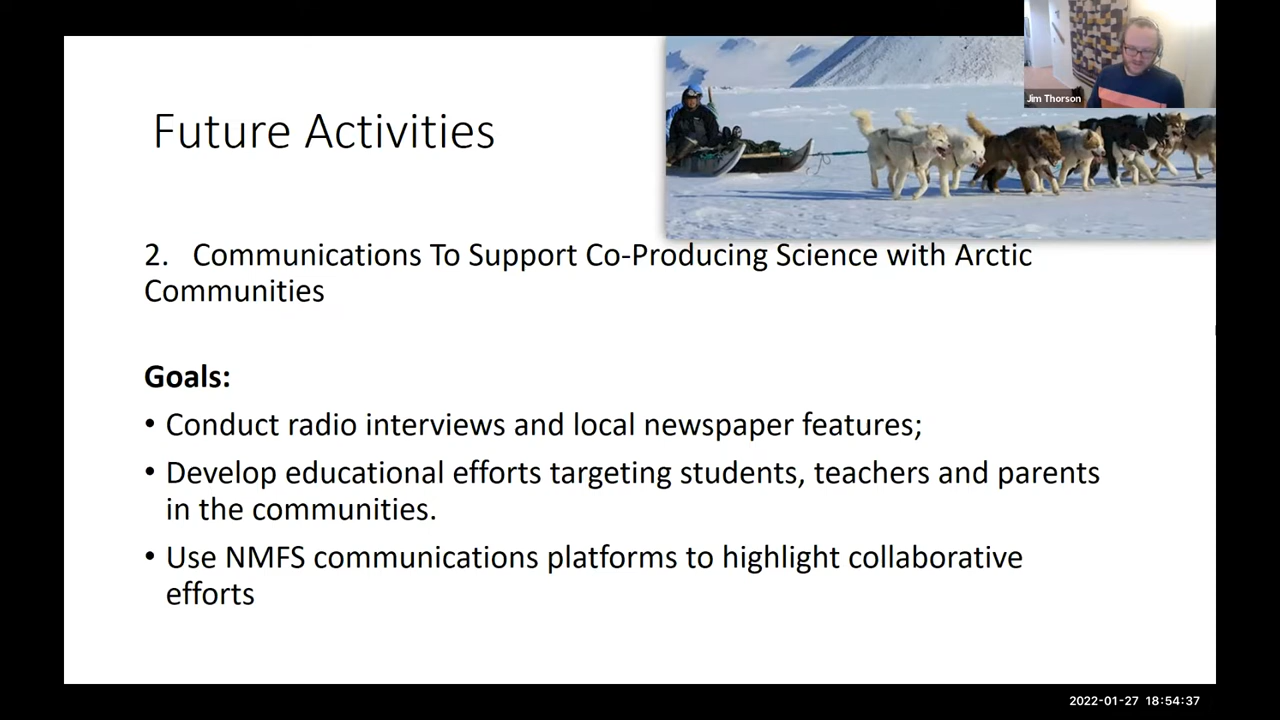 Jim Thorson
Future Activities
2. Communications To Support Co-Producing Science with Arctic
Communities
Goals:
• Conduct radio interviews and local newspaper features;
• Develop educational efforts targeting students, teachers and parents
in the communities.
• Use NMFS communications platforms to highlight collaborative
efforts
2022-01-27 18:54:37